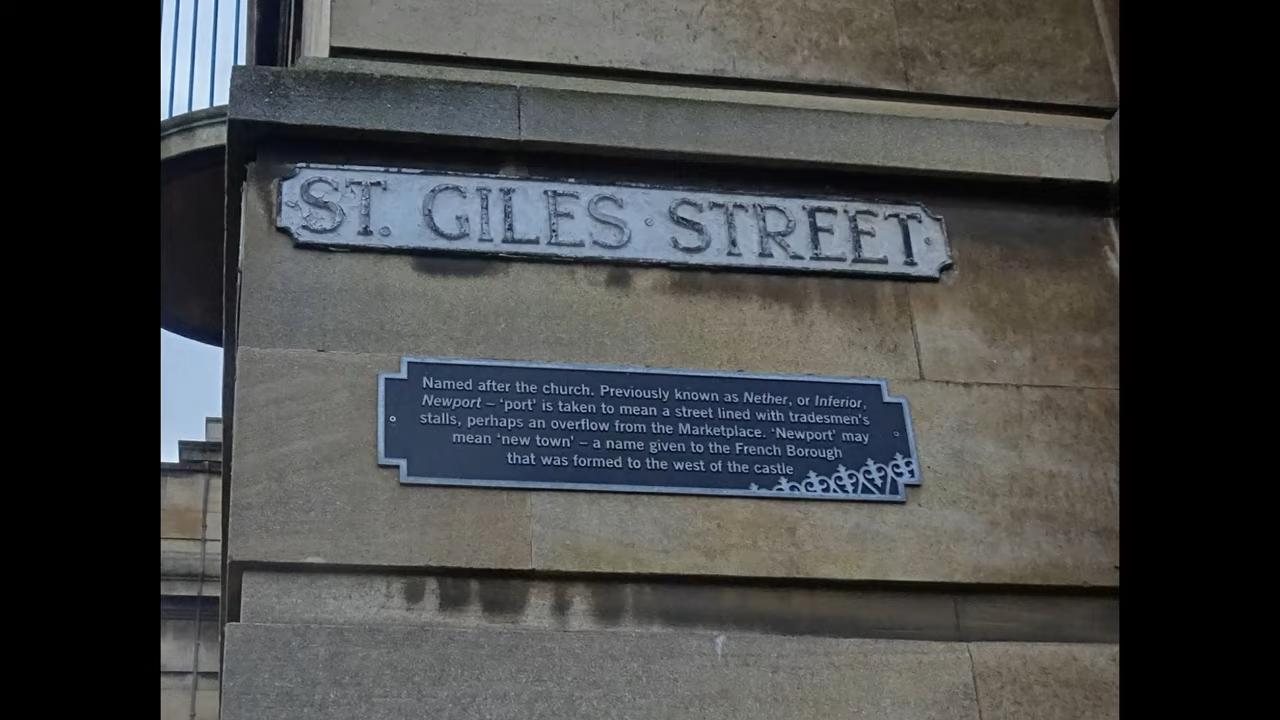 ST. GILES STREET
Named after the church. Previously known as Nether, or Inferior,
Newport – ‘port’ is taken to mean a street lined with tradesmen's
stalls, perhaps an overflow from the Marketplace. ‘Newport’ may
mean ‘new town’ – a name given to the French Borough
that was formed to the west of the castle